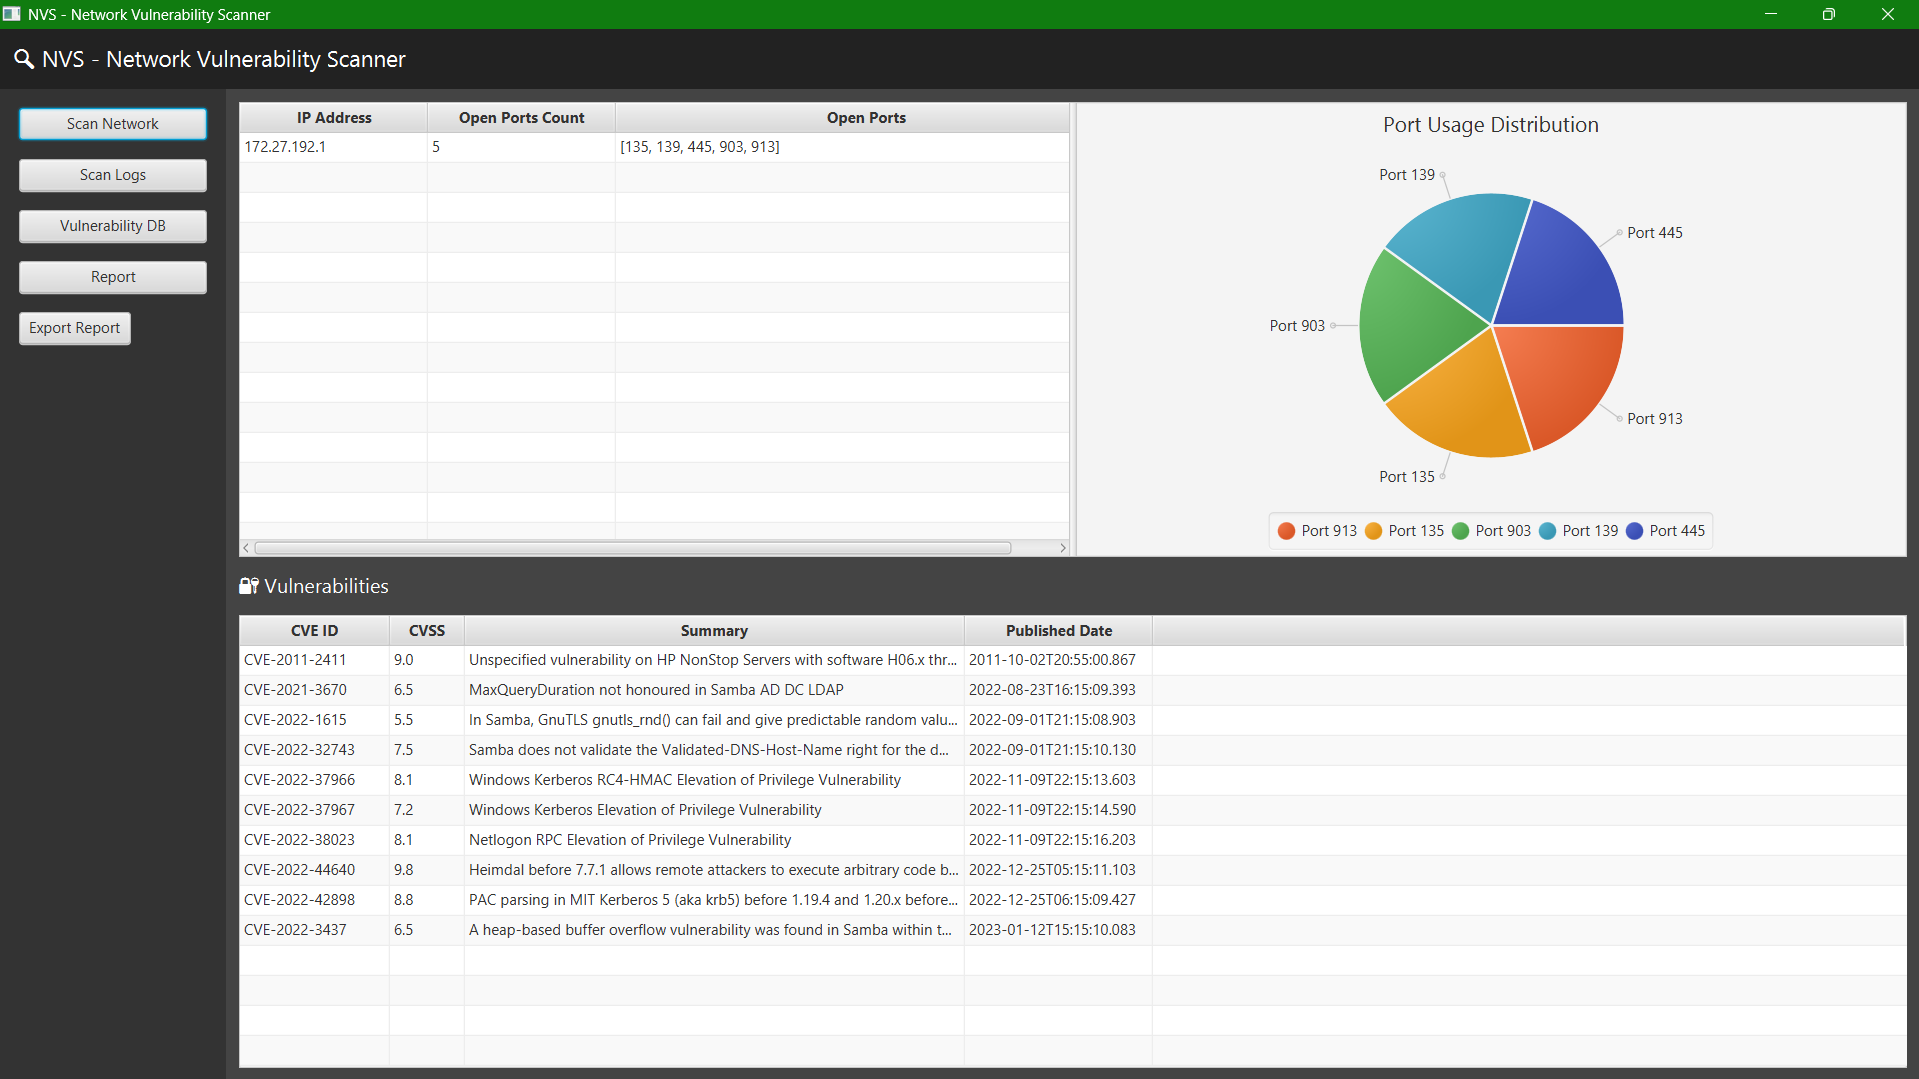 NVS - Network Vulnerability Scanner
NVS - Network Vulnerability Scanner
Scan Network
Scan Logs
Vulnerability DB
Report
Export Report
IP Address Open Ports Count Open Ports
172.27.192.1 5 [135, 139, 445, 903, 913]
Port Usage Distribution
Port 139
Port 445
Port 903
Port 913
Port 135
Port 913 Port 135 Port 903 Port 139 Port 445
Vulnerabilities
CVE ID CVSS Summary Published Date
CVE-2011-2411 9.0 Unspecified vulnerability on HP NonStop Servers with software H06.x thr... 2011-10-02T20:55:00.867
CVE-2021-3670 6.5 MaxQueryDuration not honoured in Samba AD DC LDAP 2022-08-23T16:15:09.393
CVE-2022-1615 5.5 In Samba, GnuTLS gnutls_rnd() can fail and give predictable random valu... 2022-09-01T21:15:08.903
CVE-2022-32743 7.5 Samba does not validate the Validated-DNS-Host-Name right for the d... 2022-09-01T21:15:10.130
CVE-2022-37966 8.1 Windows Kerberos RC4-HMAC Elevation of Privilege Vulnerability 2022-11-09T22:15:13.603
CVE-2022-37967 7.2 Windows Kerberos Elevation of Privilege Vulnerability 2022-11-09T22:15:14.590
CVE-2022-38023 8.1 Netlogon RPC Elevation of Privilege Vulnerability 2022-11-09T22:15:16.203
CVE-2022-44640 9.8 Heimdal before 7.7.1 allows remote attackers to execute arbitrary code b... 2022-12-25T05:15:11.103
CVE-2022-42898 8.8 PAC parsing in MIT Kerberos 5 (aka krb5) before 1.19.4 and 1.20.x before... 2022-12-25T06:15:09.427
CVE-2022-3437 6.5 A heap-based buffer overflow vulnerability was found in Samba within t... 2023-01-12T15:15:10.083